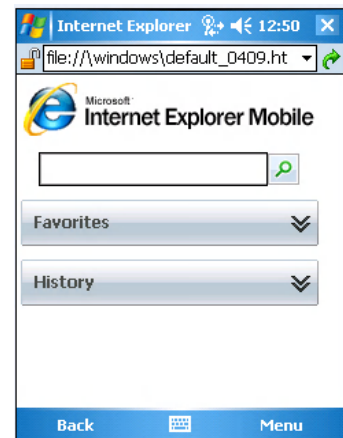 Internet Explorer 12:50
file://\windows\default_0409.ht
Microsoft
Internet Explorer Mobile
Favorites
History
Back Menu